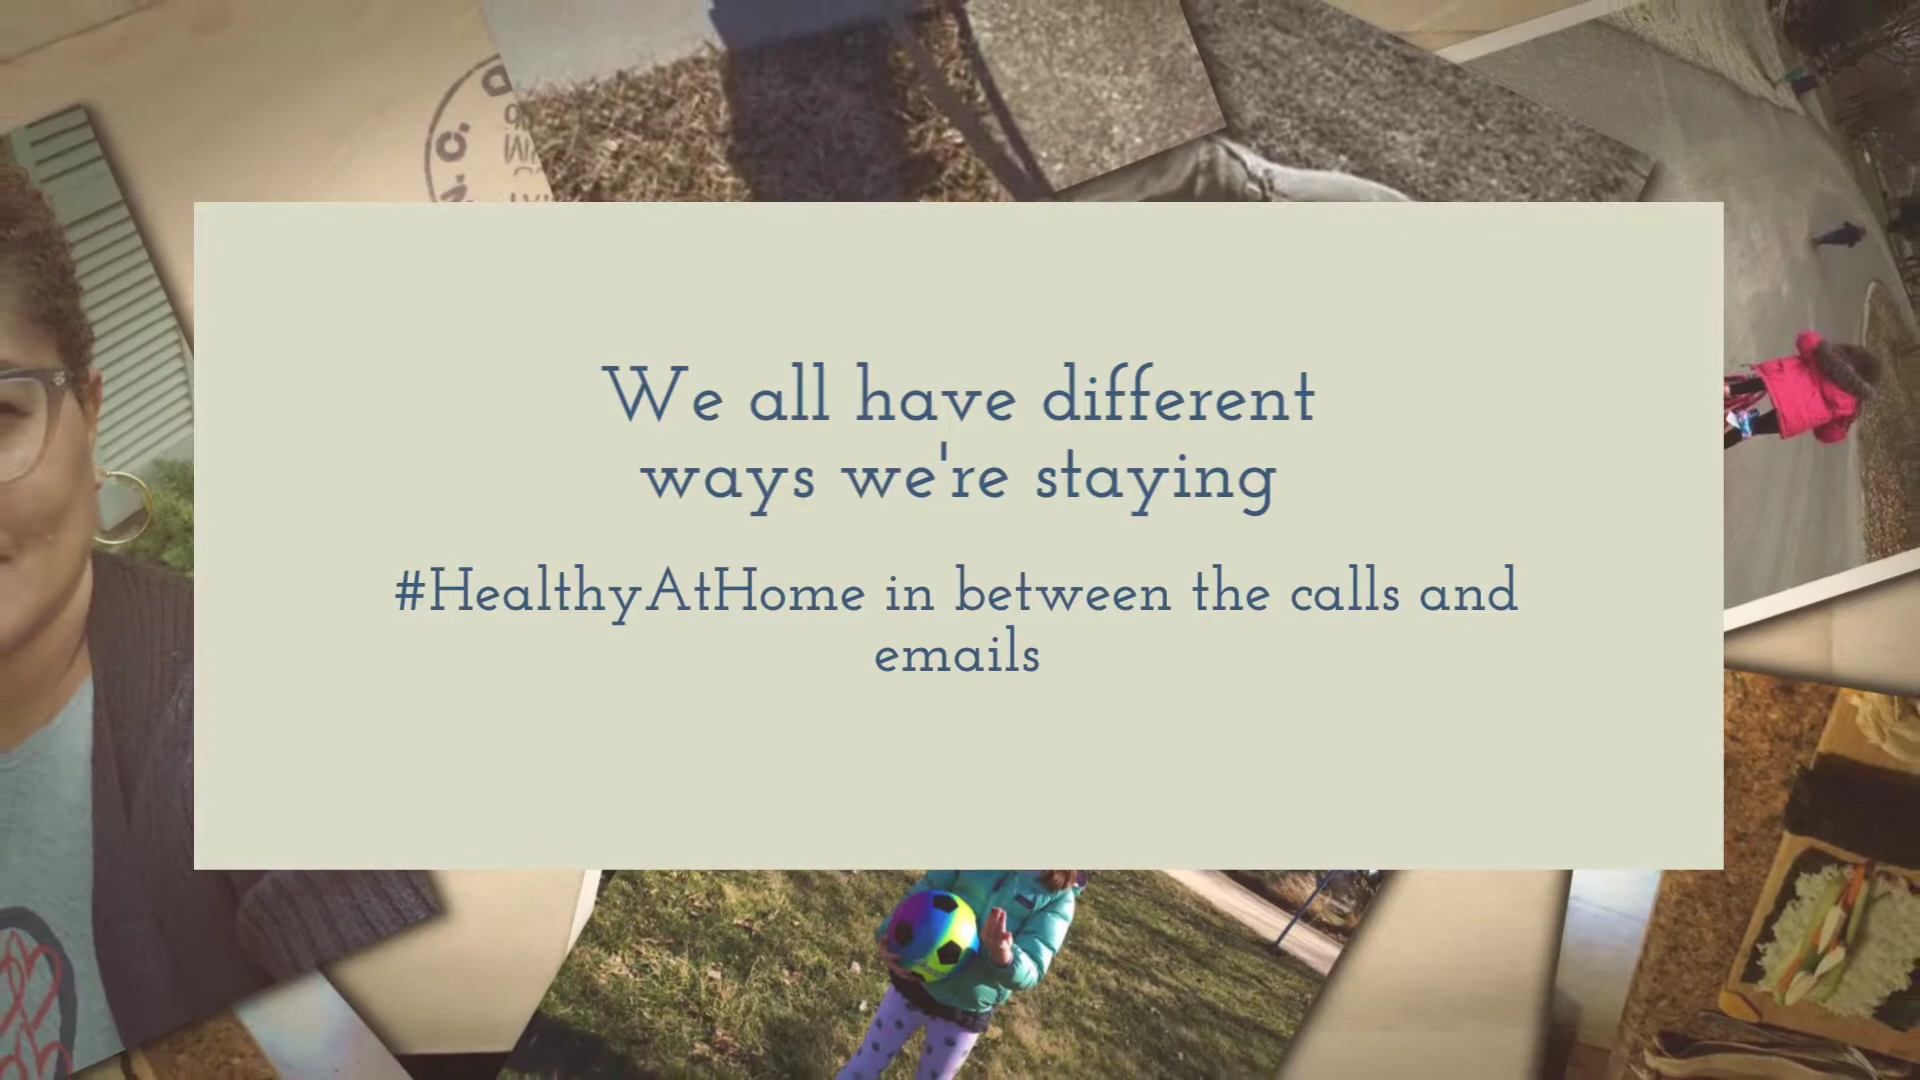 We all have different
ways we're staying
#HealthyAtHome in between the calls and
emails
N.C.